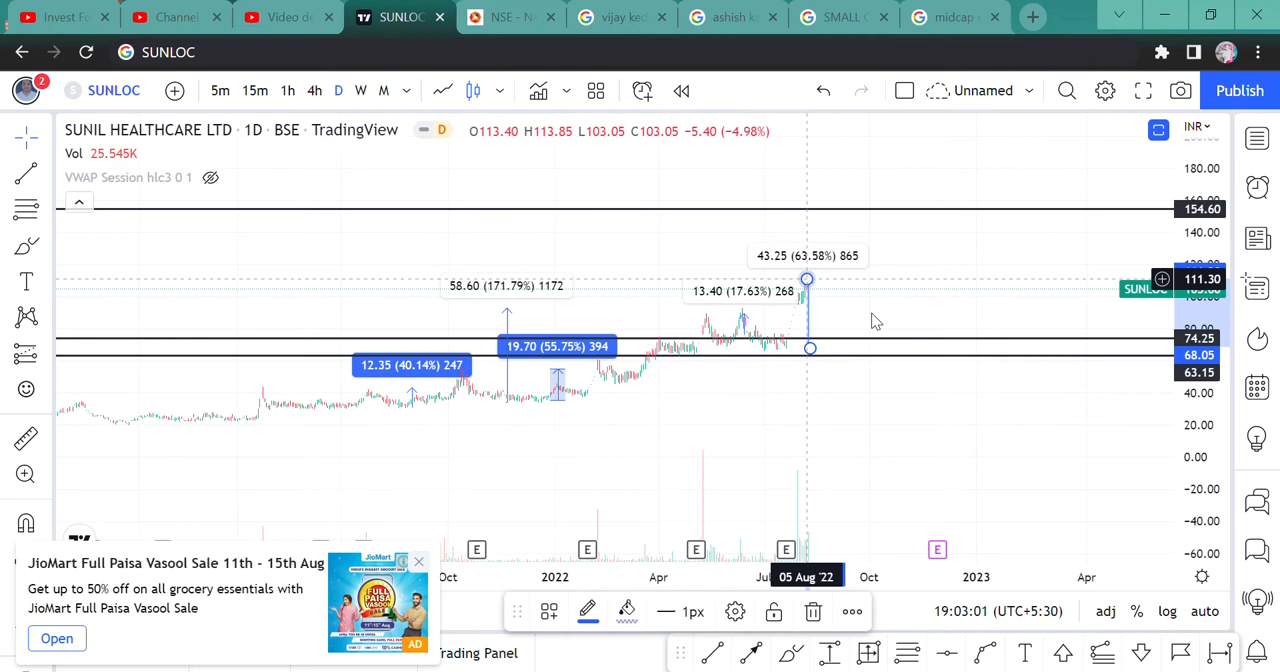 Invest Fo
Channel
Video de
SUNLOC
NSE - N
vijay ked
ashish k
SMALL C
midcap
SUNLOC
2
S SUNLOC 5m 15m 1h 4h D W M Unnamed Publish
SUNIL HEALTHCARE LTD · 1D · BSE · TradingView D O113.40 H113.85 L103.05 C103.05 −5.40 (−4.98%) INR
Vol 25.545K
VWAP Session hlc3 0 1
180.00
154.60
140.00
43.25 (63.58%) 865
111.30
58.60 (171.79%) 1172
13.40 (17.63%) 268
SUNLOC
74.25
19.70 (55.75%) 394
68.05
12.35 (40.14%) 247
63.15
40.00
20.00
0.00
−20.00
−40.00
E E E E E −60.00
Oct 2022 Apr 05 Aug '22 Oct 2023 Apr
JioMart Full Paisa Vasool Sale 11th - 15th Aug
Get up to 50% off on all grocery essentials with
JioMart Full Paisa Vasool Sale
Open
JioMart
FULL
PAISA
VASOOL
AD
1px 19:03:01 (UTC+5:30) adj % log auto
rading Panel